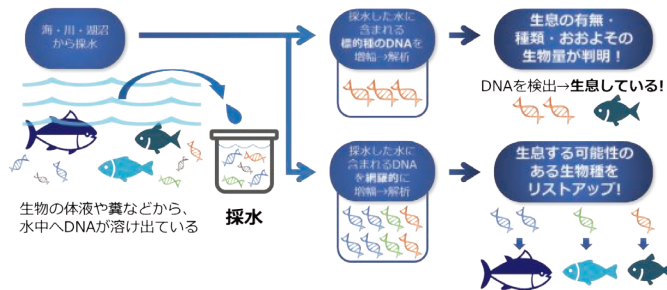 海・川・湖沼
から採水
採水した水に
含まれる
標的種のDNAを
増幅→解析
生息の有無・
種類・おおよその
生物量が判明！
DNAを検出→生息している!
採水した水に
含まれるDNA
を網羅的に
増幅→解析
生息する可能性の
ある生物種を
リストアップ!
生物の体液や糞などから、
水中へDNAが溶け出ている
採水